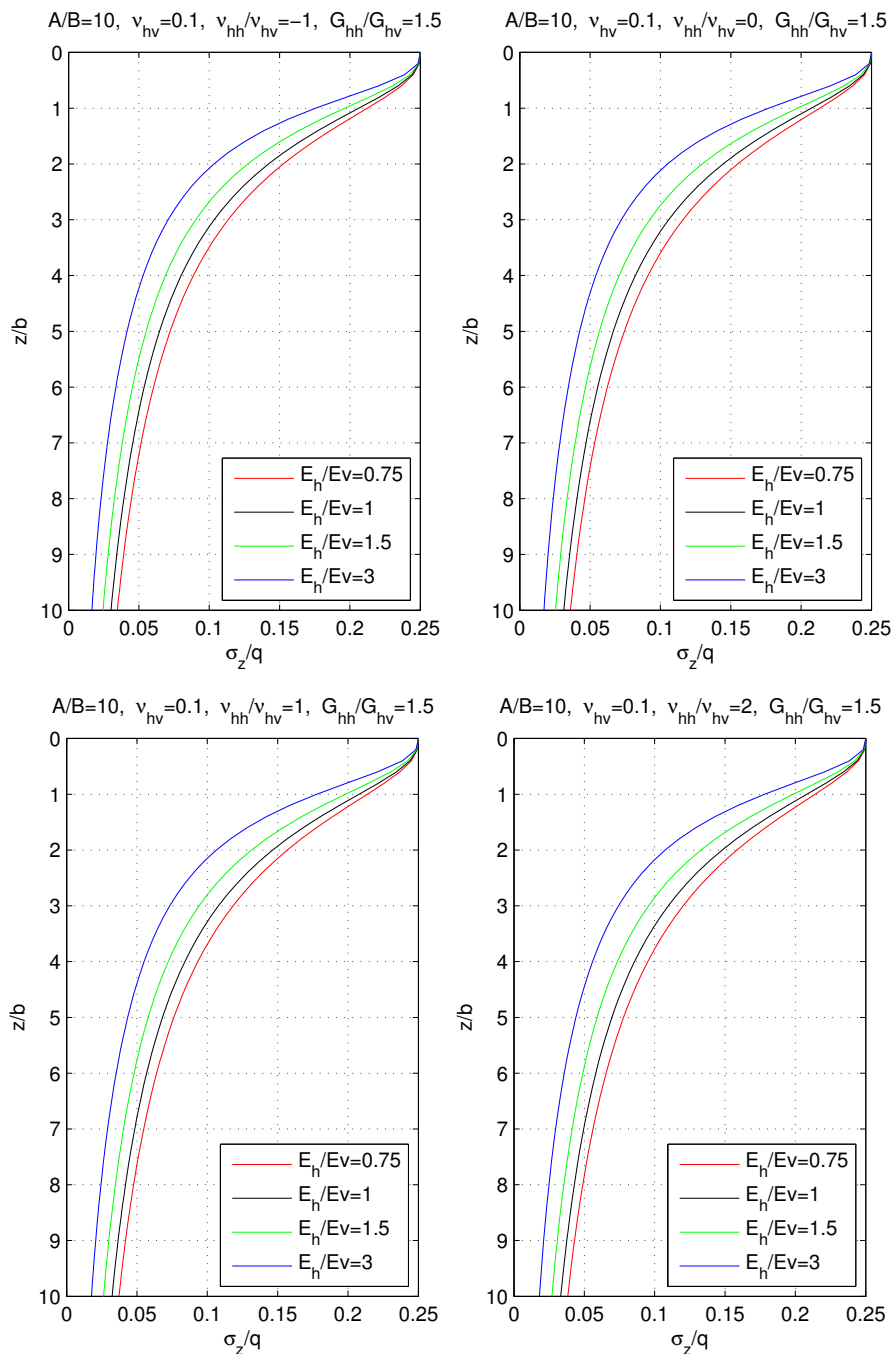 A/B=10, ν_hv=0.1, ν_hh/ν_hv=−1, G_hh/G_hv=1.5
0
1
2
3
4
5
6
7
8
9
10
z/b
E_h/Ev=0.75
E_h/Ev=1
E_h/Ev=1.5
E_h/Ev=3
0 0.05 0.1 0.15 0.2 0.25
σ_z/q
A/B=10, ν_hv=0.1, ν_hh/ν_hv=0, G_hh/G_hv=1.5
0
1
2
3
4
5
6
7
8
9
10
z/b
E_h/Ev=0.75
E_h/Ev=1
E_h/Ev=1.5
E_h/Ev=3
0 0.05 0.1 0.15 0.2 0.25
σ_z/q
A/B=10, ν_hv=0.1, ν_hh/ν_hv=1, G_hh/G_hv=1.5
0
1
2
3
4
5
6
7
8
9
10
z/b
E_h/Ev=0.75
E_h/Ev=1
E_h/Ev=1.5
E_h/Ev=3
0 0.05 0.1 0.15 0.2 0.25
σ_z/q
A/B=10, ν_hv=0.1, ν_hh/ν_hv=2, G_hh/G_hv=1.5
0
1
2
3
4
5
6
7
8
9
10
z/b
E_h/Ev=0.75
E_h/Ev=1
E_h/Ev=1.5
E_h/Ev=3
0 0.05 0.1 0.15 0.2 0.25
σ_z/q